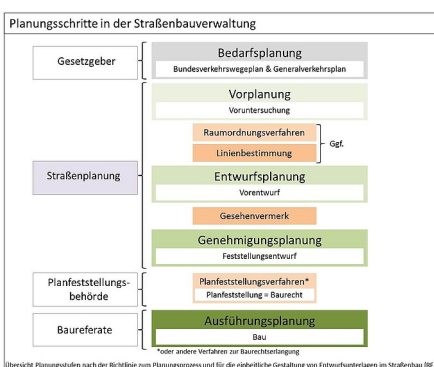 Planungsschritte in der Straßenbauverwaltung
Gesetzgeber
Bedarfsplanung
Bundesverkehrswegeplan & Generalverkehrsplan
Straßenplanung
Vorplanung
Voruntersuchung
Raumordnungsverfahren
Linienbestimmung
Ggf.
Entwurfsplanung
Vorentwurf
Gesehenvermerk
Genehmigungsplanung
Feststellungsentwurf
Planfeststellungs-
behörde
Planfeststellungsverfahren*
Planfeststellung = Baurecht
Baureferate
Ausführungsplanung
Bau
*oder andere Verfahren zur Baurechtserlangung
Übersicht Planungsstufen nach der Richtlinie zum Planungsprozess und für die einheitliche Gestaltung von Entwurfsunterlagen im Straßenbau (RE